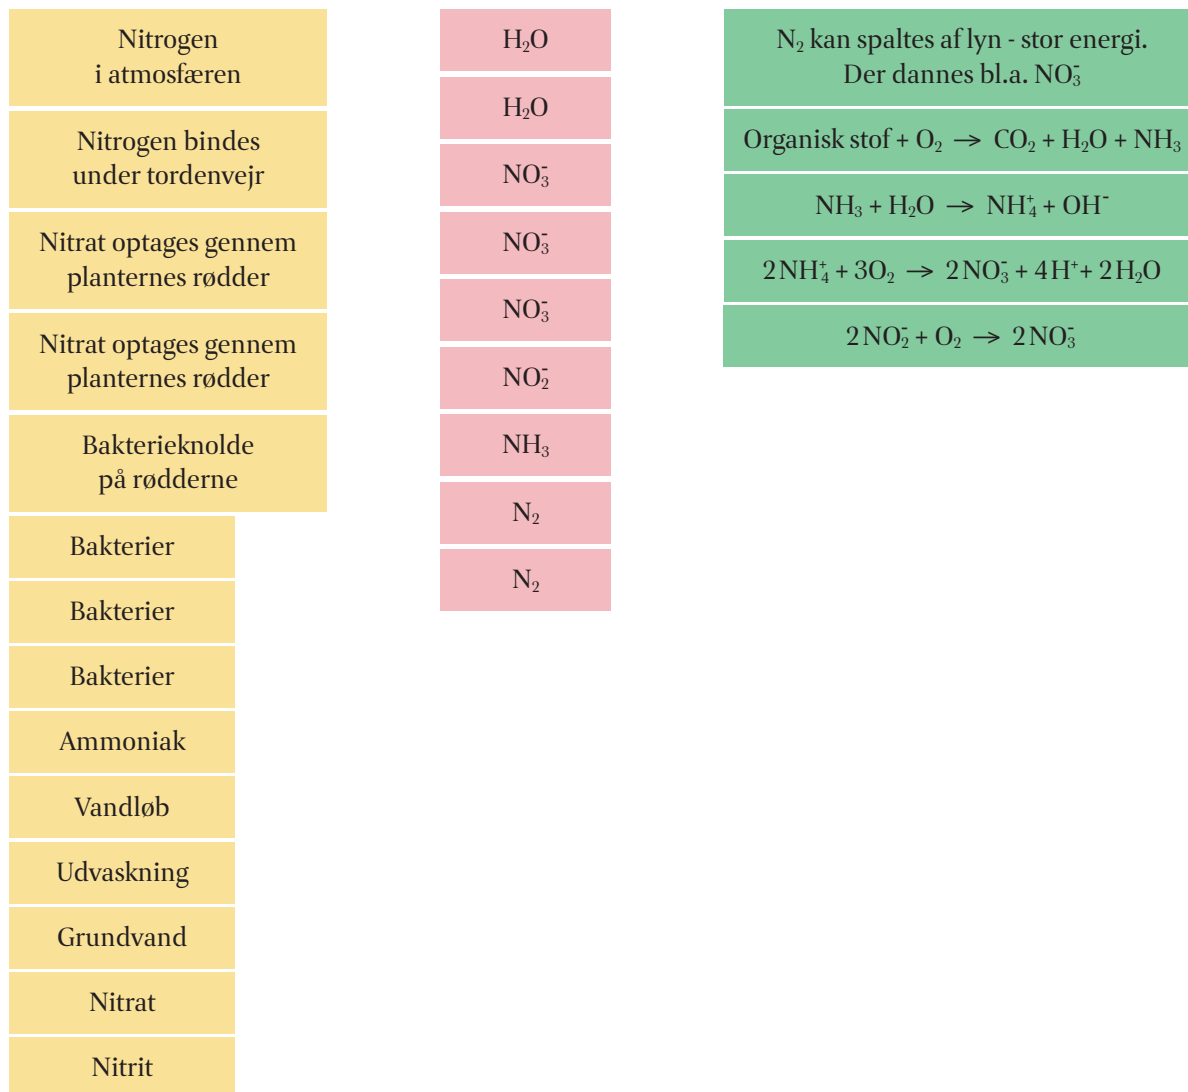 Nitrogen
i atmosfæren
Nitrogen bindes
under tordenvejr
Nitrat optages gennem
planternes rødder
Nitrat optages gennem
planternes rødder
Bakterieknolde
på rødderne
Bakterier
Bakterier
Bakterier
Ammoniak
Vandløb
Udvaskning
Grundvand
Nitrat
Nitrit
H₂O
H₂O
NO₃⁻
NO₃⁻
NO₃⁻
NO₂⁻
NH₃
N₂
N₂
N₂ kan spaltes af lyn - stor energi.
Der dannes bl.a. NO₃⁻
Organisk stof + O₂ → CO₂ + H₂O + NH₃
NH₃ + H₂O → NH₄⁺ + OH⁻
2NH₄⁺ + 3O₂ → 2NO₃⁻ + 4H⁺ + 2H₂O
2NO₂⁻ + O₂ → 2NO₃⁻